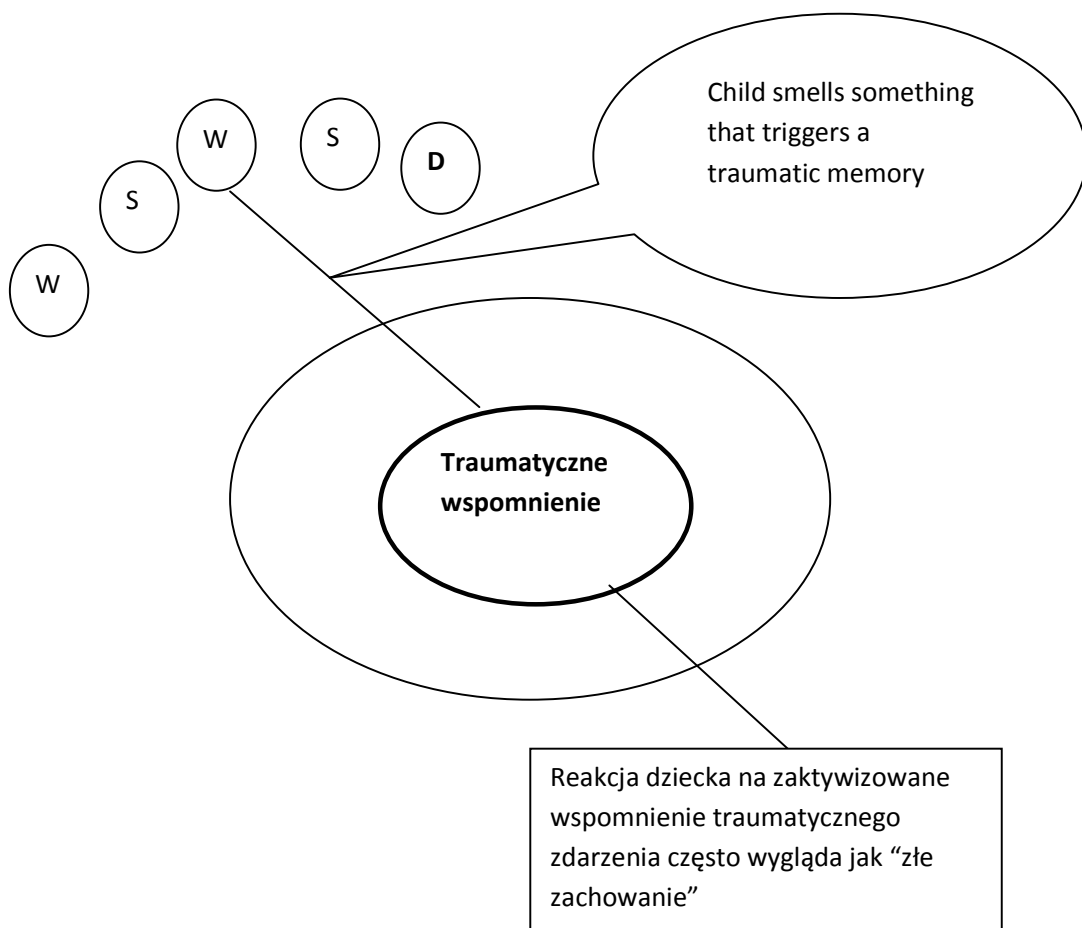 W
S
W
S
D
Child smells something
that triggers a
traumatic memory
Traumatyczne
wspomnienie
Reakcja dziecka na zaktywizowane
wspomnienie traumatycznego
zdarzenia często wygląda jak “złe
zachowanie”